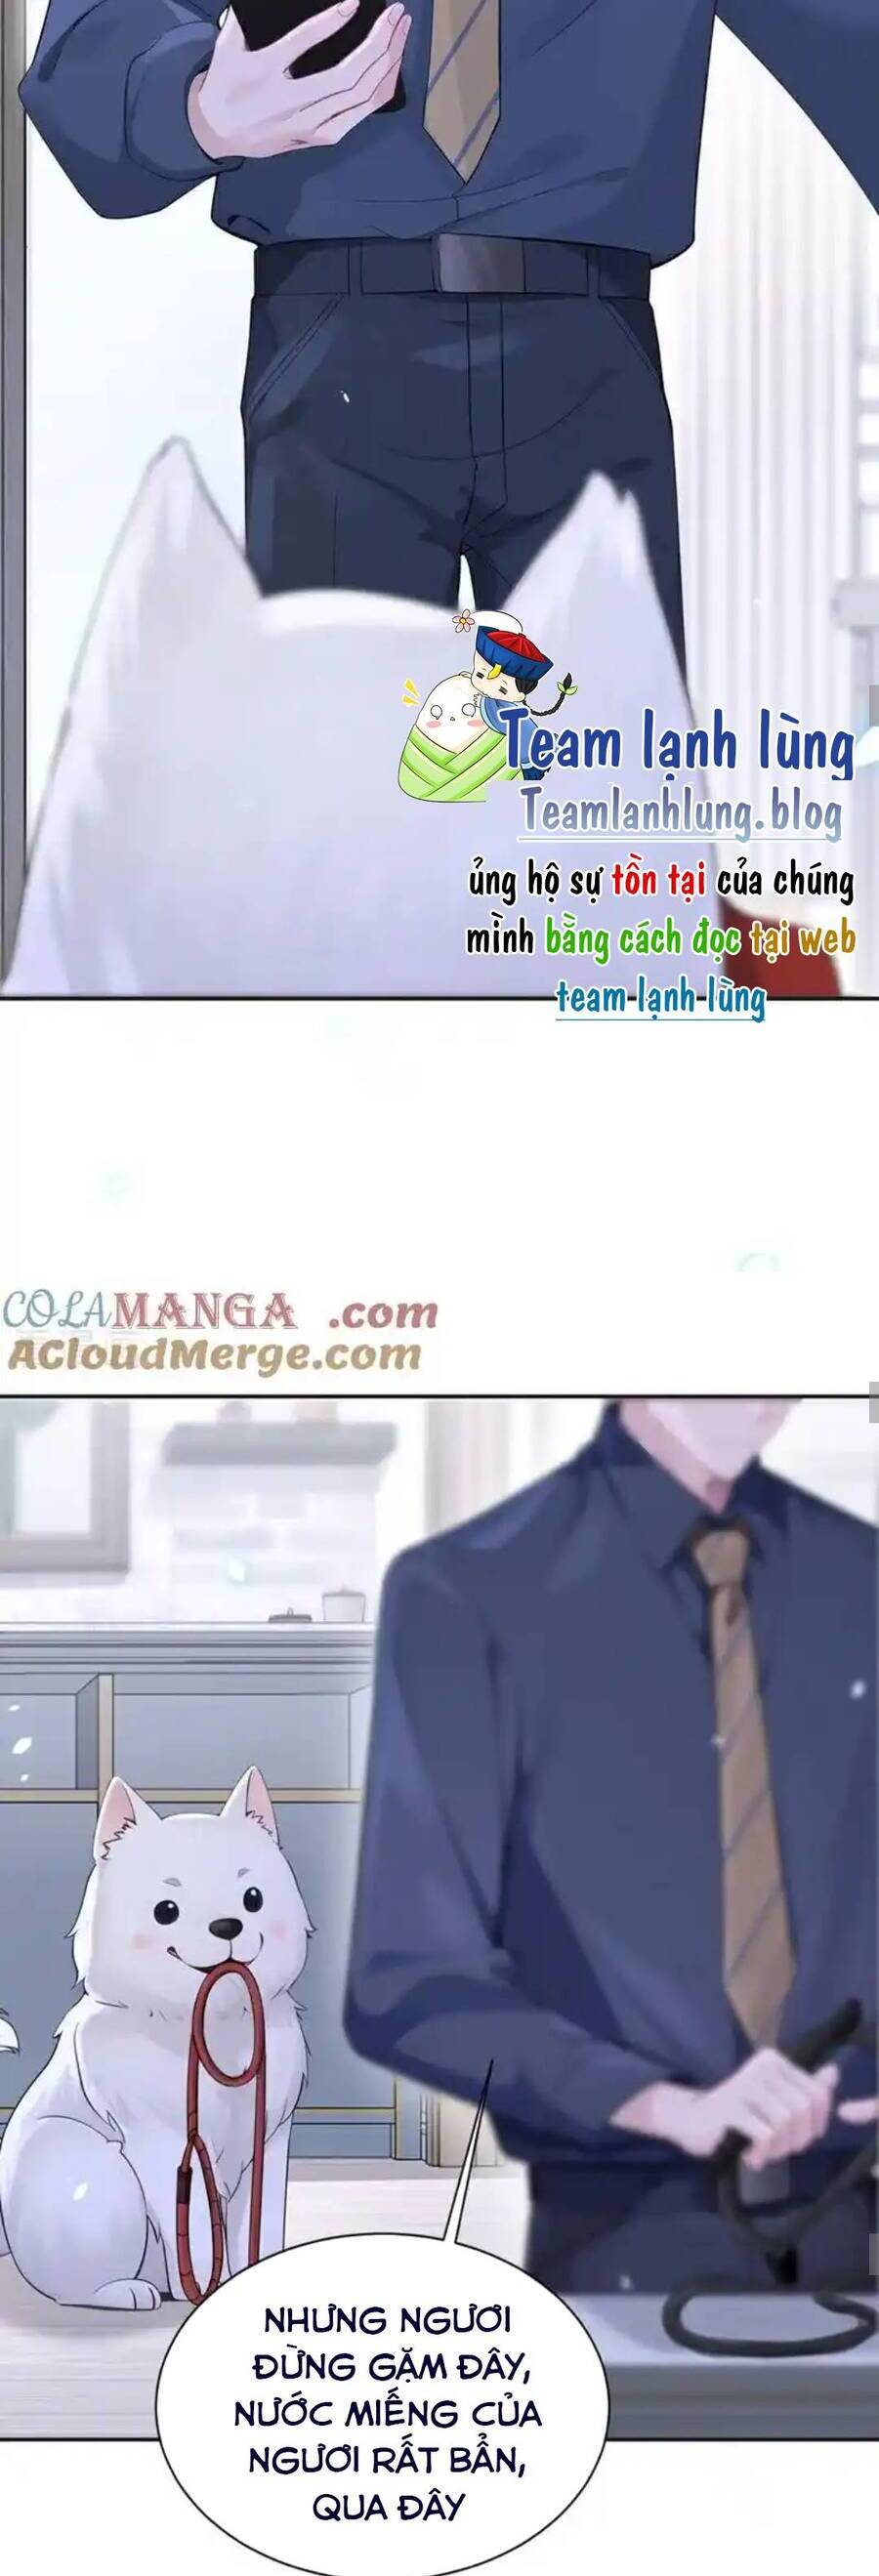 Team lạnh lùng
Teamlanhlung.blog
ủng hộ sự tồn tại của chúng
mình bằng cách đọc tại web
team lạnh lùng
COLAMANGA .com
ACloudMerge.com
NHƯNG NGƯƠI
ĐỪNG GẶM ĐÂY,
NƯỚC MIẾNG CỦA
NGƯƠI RẤT BẨN,
QUA ĐÂY